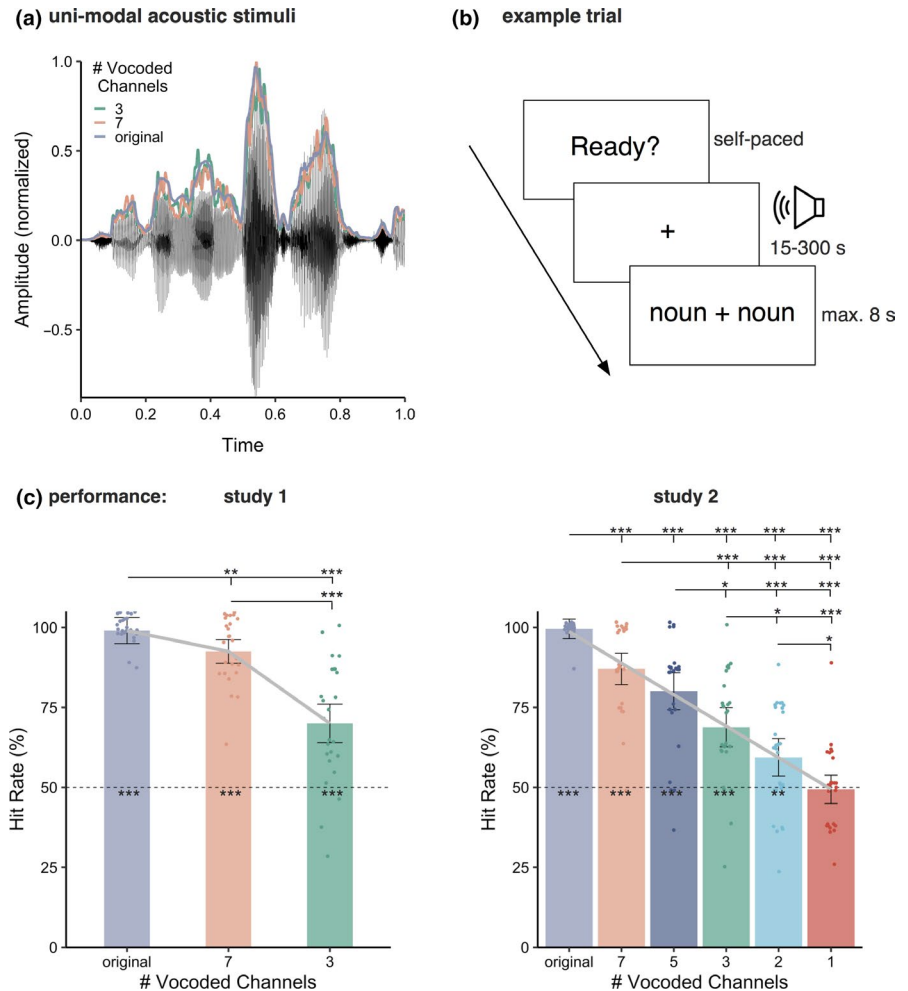 (a) uni-modal acoustic stimuli
# Vocoded
Channels
3
7
original
1.0
0.5
0.0
−0.5
Amplitude (normalized)
0.0 0.2 0.4 0.6 0.8 1.0
Time
(b) example trial
Ready?
self-paced
+
15-300 s
noun + noun
max. 8 s
(c) performance: study 1
** ***
***
100
75
50
25
0
Hit Rate (%)
*** *** ***
original 7 3
# Vocoded Channels
study 2
*** *** *** *** ***
*** *** ***
* *** ***
* ***
*
100
75
50
25
0
Hit Rate (%)
*** *** *** *** **
original 7 5 3 2 1
# Vocoded Channels